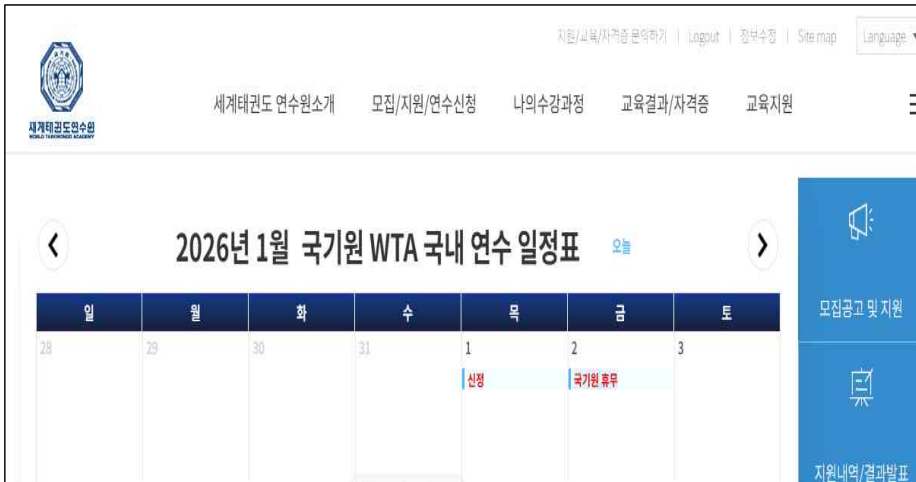 지원/교육/자격증 문의하기 | Logout | 정보수정 | Site map Language
세계태권도연수원
WORLD TAEKWONDO ACADEMY
세계태권도 연수원소개 모집/지원/연수신청 나의수강과정 교육결과/자격증 교육지원
2026년 1월 국기원 WTA 국내 연수 일정표 오늘
일 월 화 수 목 금 토
28 29 30 31 1 2 3
신정 국기원 휴무
모집공고 및 지원
지원내역/결과발표